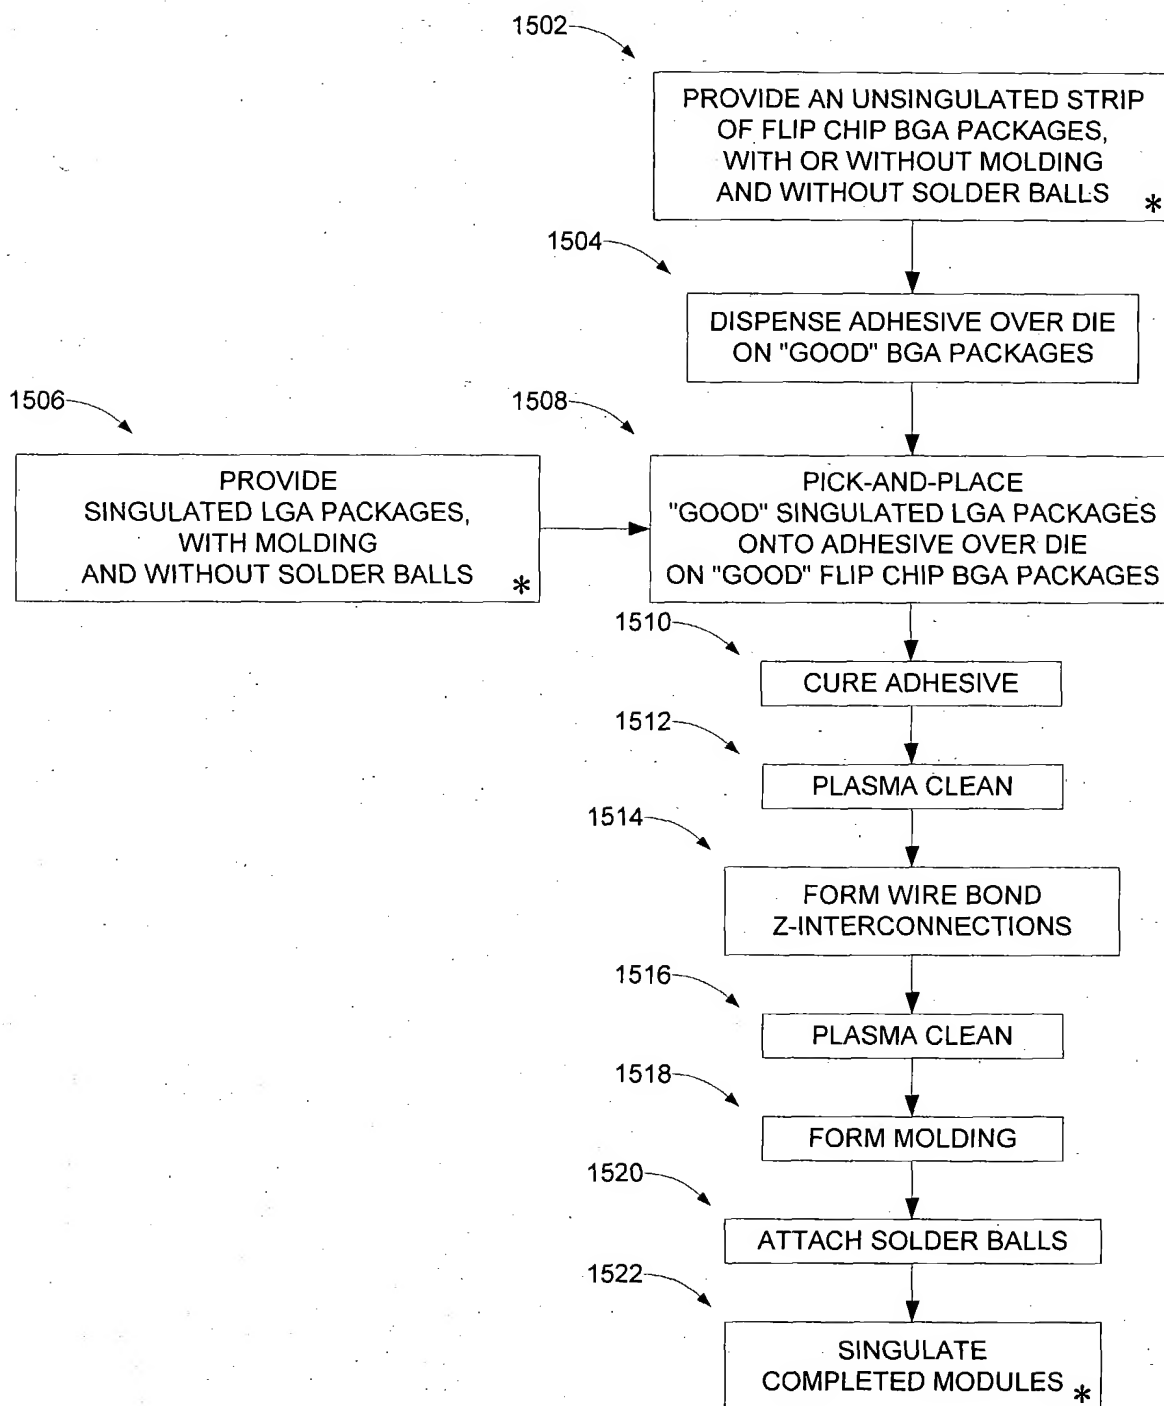 1502
PROVIDE AN UNSINGULATED STRIP
OF FLIP CHIP BGA PACKAGES,
WITH OR WITHOUT MOLDING
AND WITHOUT SOLDER BALLS *
1504
DISPENSE ADHESIVE OVER DIE
ON "GOOD" BGA PACKAGES
1506
PROVIDE
SINGULATED LGA PACKAGES,
WITH MOLDING
AND WITHOUT SOLDER BALLS *
1508
PICK-AND-PLACE
"GOOD" SINGULATED LGA PACKAGES
ONTO ADHESIVE OVER DIE
ON "GOOD" FLIP CHIP BGA PACKAGES
1510
CURE ADHESIVE
1512
PLASMA CLEAN
1514
FORM WIRE BOND
Z-INTERCONNECTIONS
1516
PLASMA CLEAN
1518
FORM MOLDING
1520
ATTACH SOLDER BALLS
1522
SINGULATE
COMPLETED MODULES *